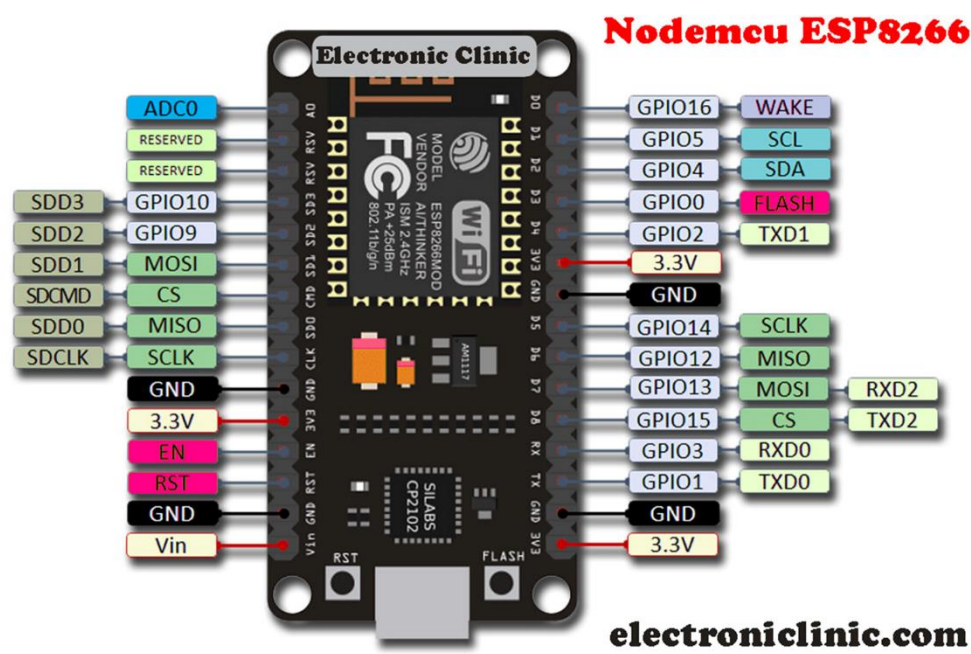 Nodemcu ESP8266
Electronic Clinic
ADC0
RESERVED
RESERVED
SDD3 GPIO10
SDD2 GPIO9
SDD1 MOSI
SDCMD CS
SDD0 MISO
SDCLK SCLK
GND
3.3V
EN
RST
GND
Vin
A0
RSV
RSV
SD3
SD2
SD1
CMD
SD0
CLK
GND
3V3
EN
RST
GND
Vin
MODEL ESP8266MOD
VENDOR AI/THINKER
ISM 2.4GHz
PA +25dBm
802.11b/g/n
FC
Wi Fi
AM1117
SILABS
CP2102
RST
FLASH
D0
D1
D2
D3
D4
3V3
GND
D5
D6
D7
D8
RX
TX
GND
3V3
GPIO16 WAKE
GPIO5 SCL
GPIO4 SDA
GPIO0 FLASH
GPIO2 TXD1
3.3V
GND
GPIO14 SCLK
GPIO12 MISO
GPIO13 MOSI RXD2
GPIO15 CS TXD2
GPIO3 RXD0
GPIO1 TXD0
GND
3.3V
electroniclinic.com